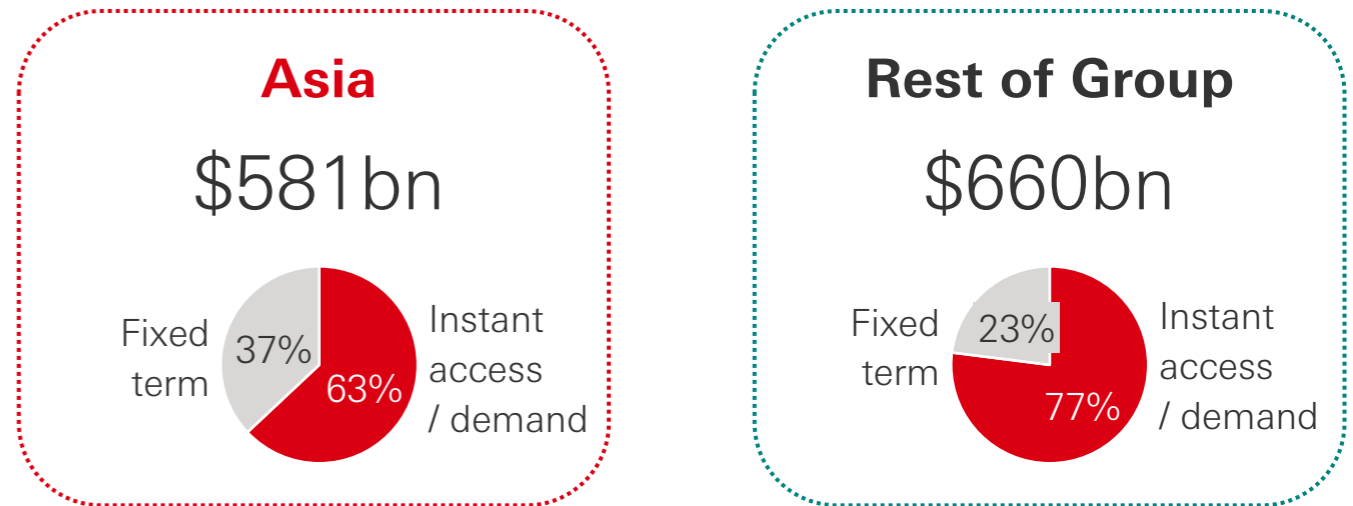 Asia
$581bn
Fixed
term
37%
63%
Instant
access
/ demand
Rest of Group
$660bn
Fixed
term
23%
77%
Instant
access
/ demand